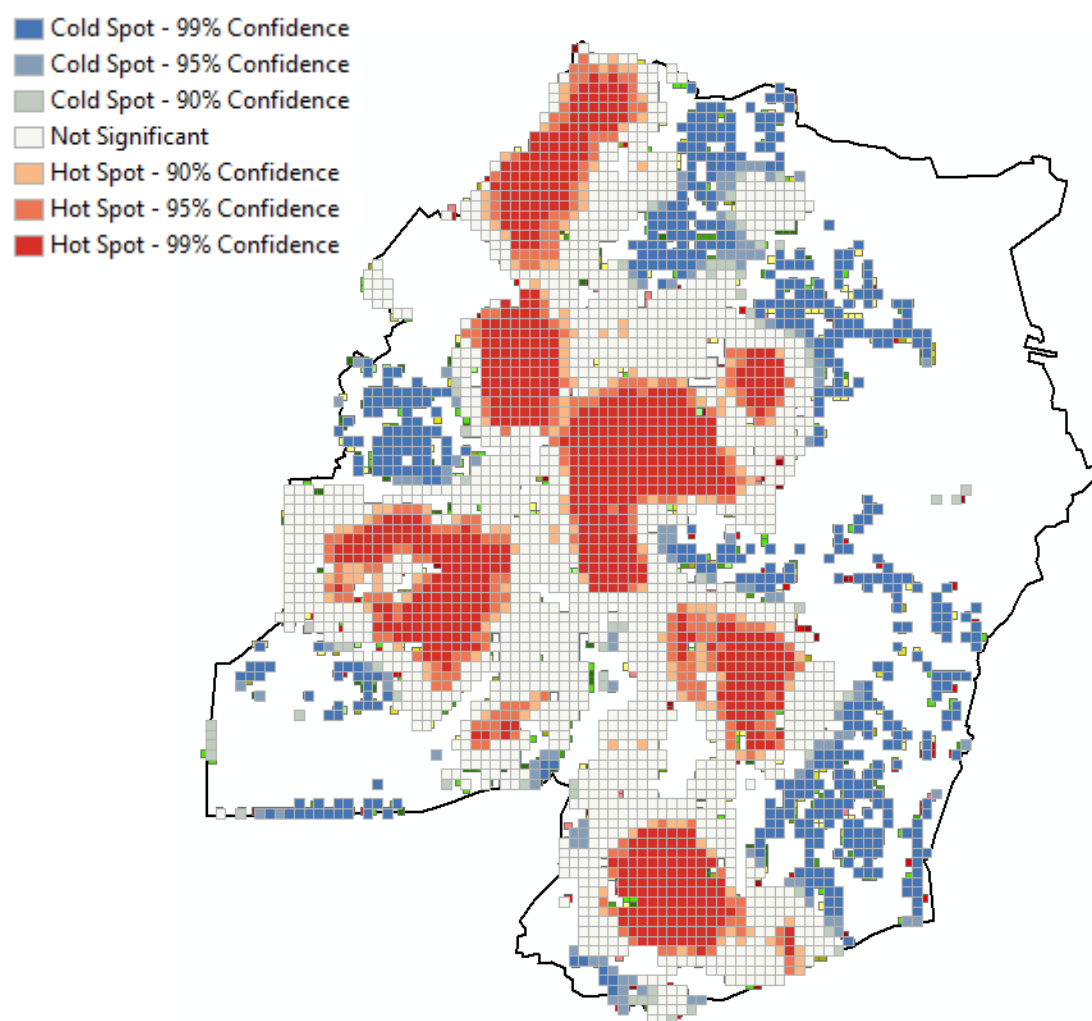 Cold Spot - 99% Confidence
Cold Spot - 95% Confidence
Cold Spot - 90% Confidence
Not Significant
Hot Spot - 90% Confidence
Hot Spot - 95% Confidence
Hot Spot - 99% Confidence